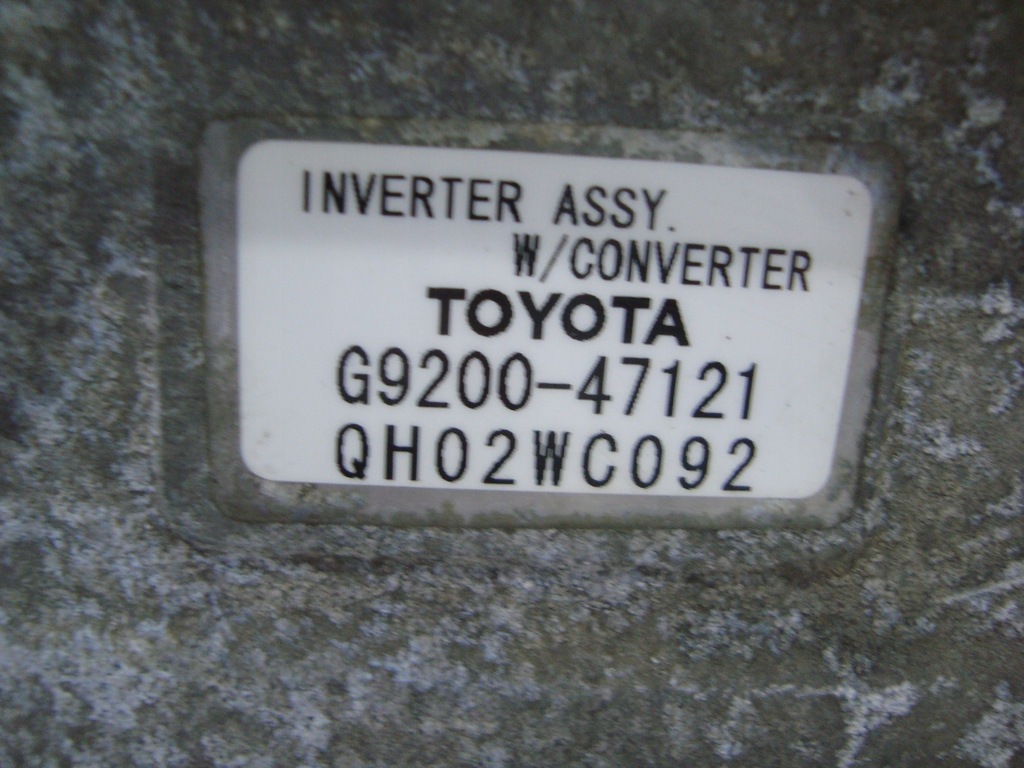 INVERTER ASSY.
W/CONVERTER
TOYOTA
G9200-47121
QH02WC092